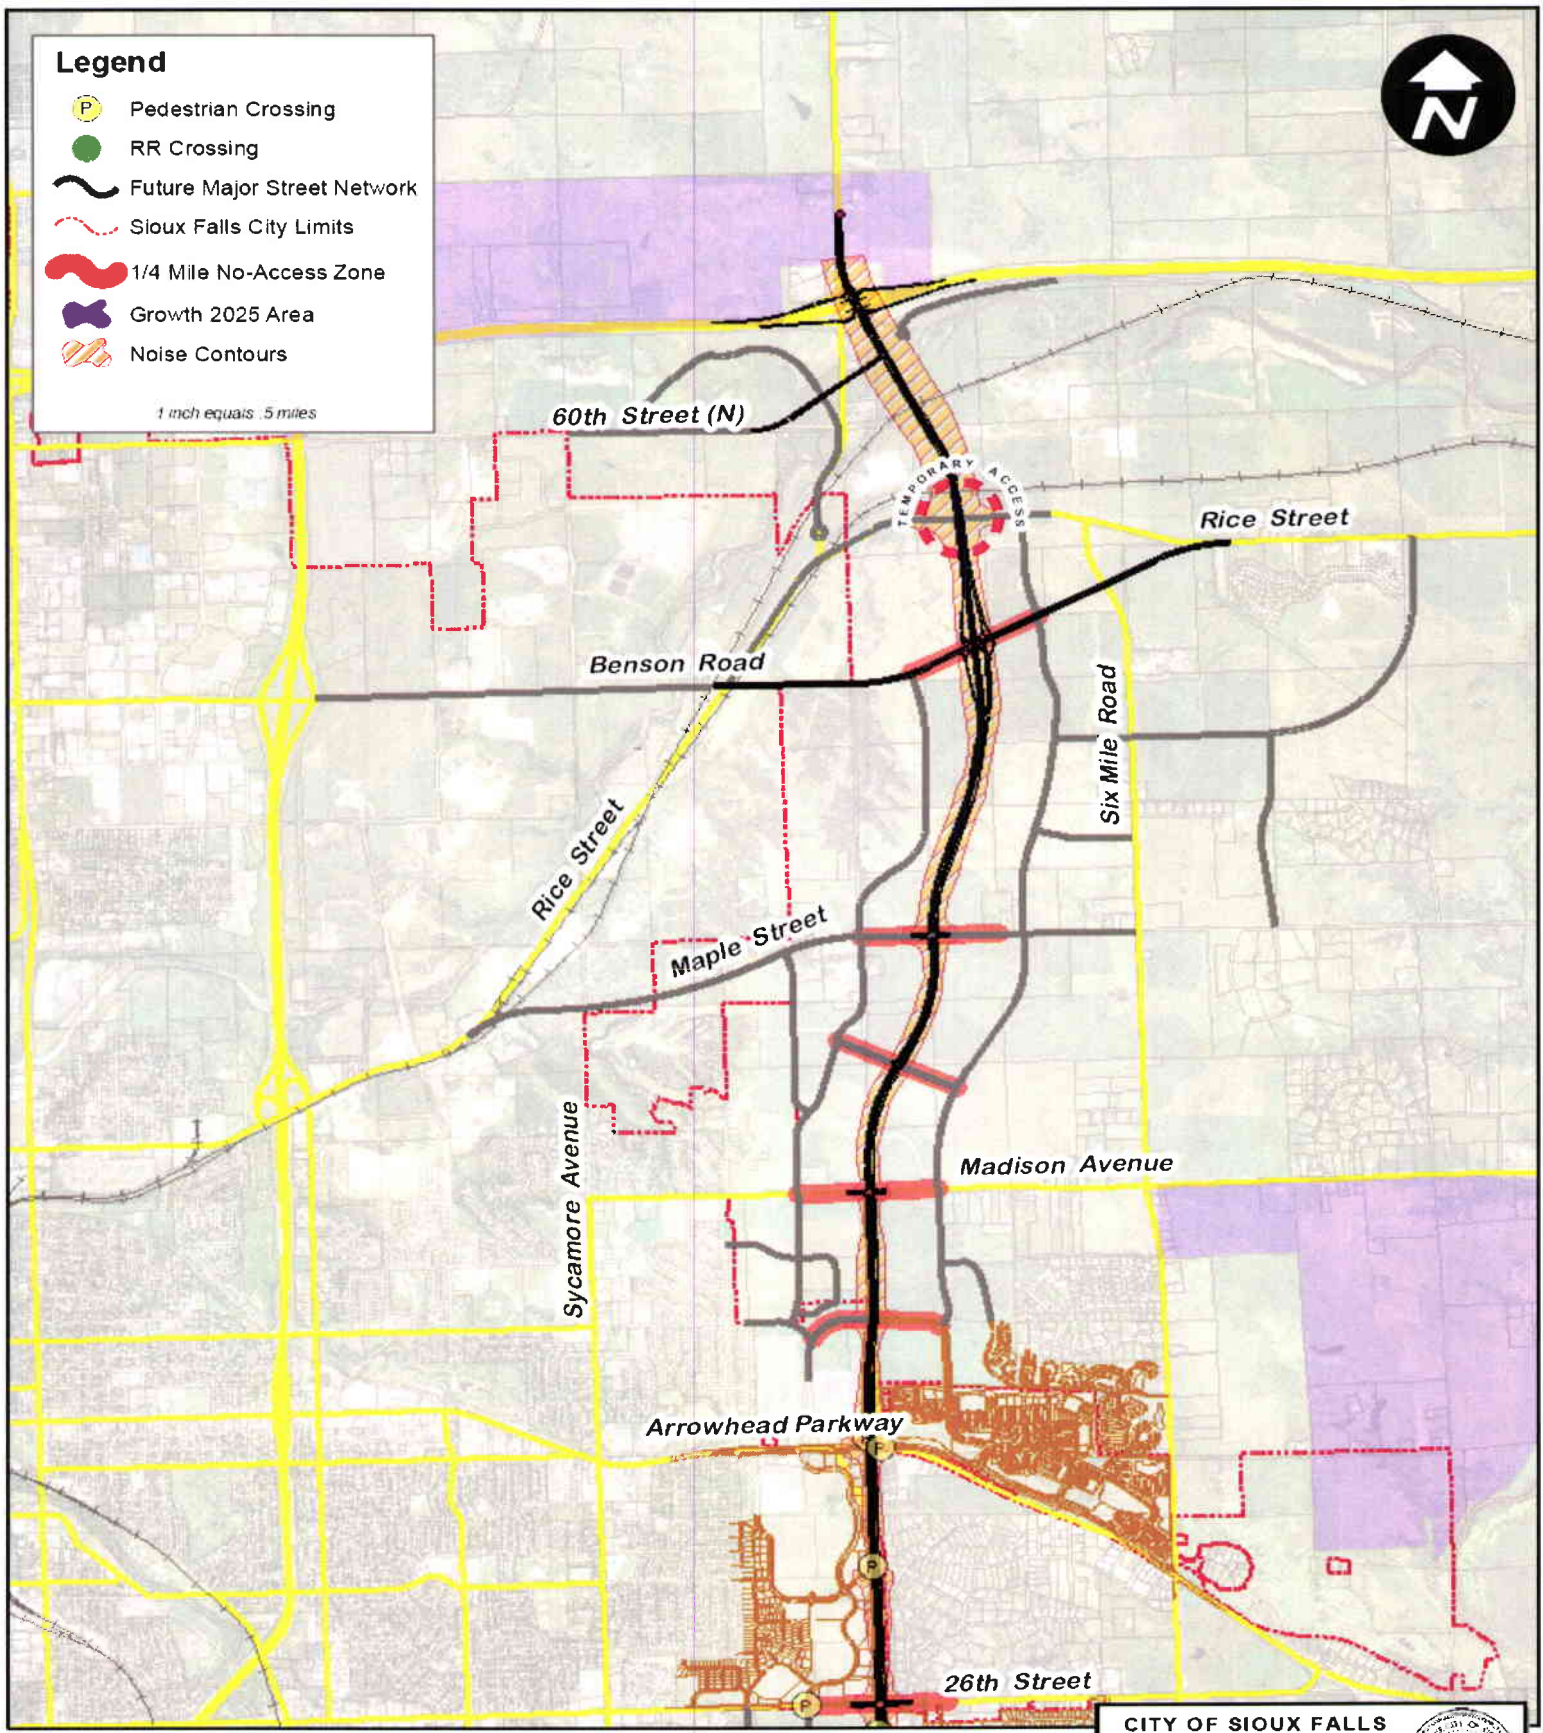 Legend
P Pedestrian Crossing
RR Crossing
Future Major Street Network
Sioux Falls City Limits
1/4 Mile No-Access Zone
Growth 2025 Area
Noise Contours
1 inch equals .5 miles
N
60th Street (N)
TEMPORARY ACCESS
Rice Street
Benson Road
Six Mile Road
Rice Street
Maple Street
Sycamore Avenue
Madison Avenue
Arrowhead Parkway
P
P
26th Street
P
CITY OF SIOUX FALLS